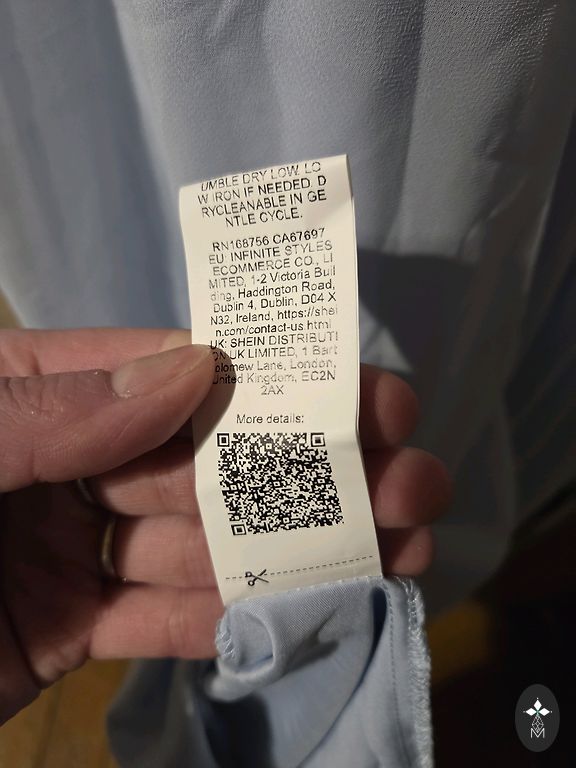 UMBLE DRY LOW. LO
W IRON IF NEEDED. D
RYCLEANABLE IN GE
NTLE CYCLE.
RN168756 CA67697
EU: INFINITE STYLES
ECOMMERCE CO., LI
MITED, 1-2 Victoria Buil
ding, Haddington Road,
Dublin 4, Dublin, D04 X
N32, Ireland, https://shei
n.com/contact-us.html
UK: SHEIN DISTRIBUTI
ON UK LIMITED, 1 Bart
olomew Lane, London,
United Kingdom, EC2N
2AX
More details:
M